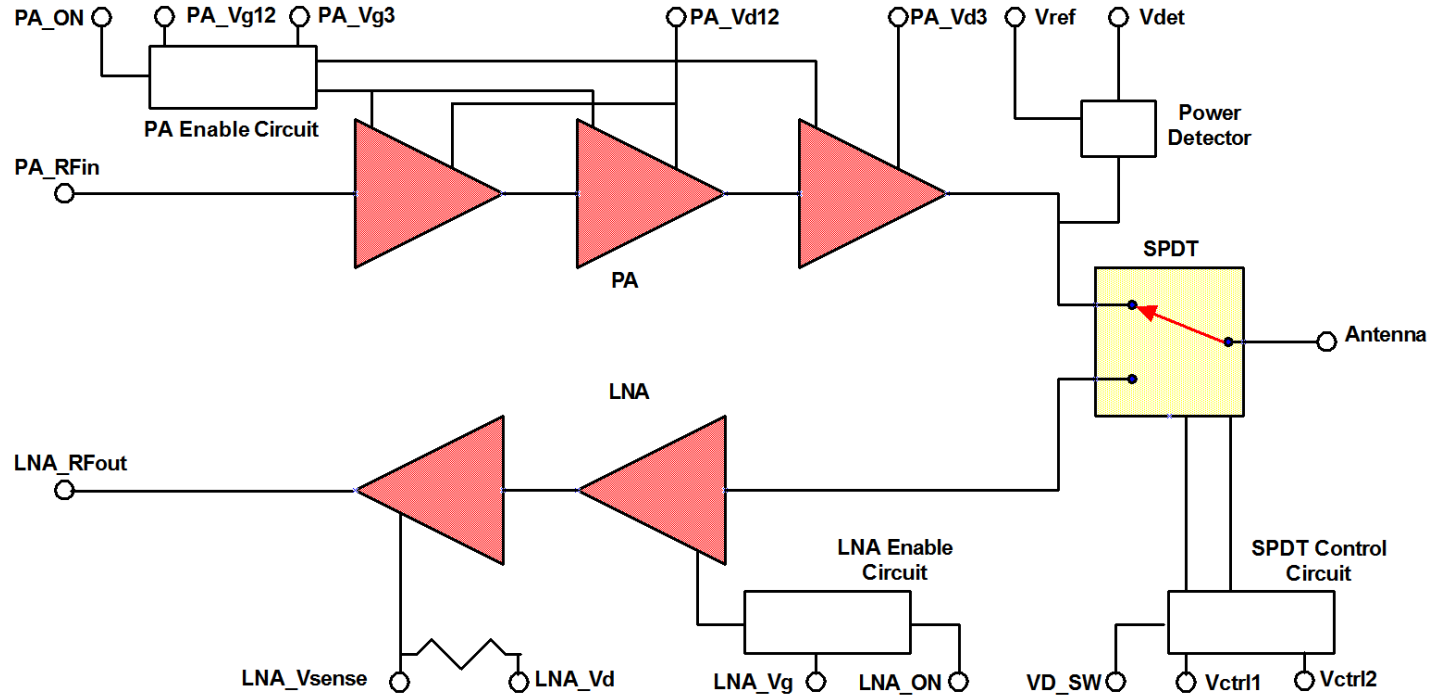 PA_ON
PA_Vg12
PA_Vg3
PA_Vd12
PA_Vd3
Vref
Vdet
PA Enable Circuit
Power
Detector
PA_RFin
SPDT
PA
Antenna
LNA
LNA_RFout
LNA Enable
Circuit
SPDT Control
Circuit
LNA_Vsense
LNA_Vd
LNA_Vg
LNA_ON
VD_SW
Vctrl1
Vctrl2